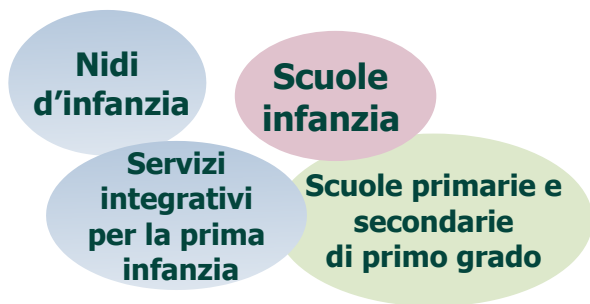 Nidi
d’infanzia
Scuole
infanzia
Servizi
integrativi
per la prima
infanzia
Scuole primarie e
secondarie
di primo grado